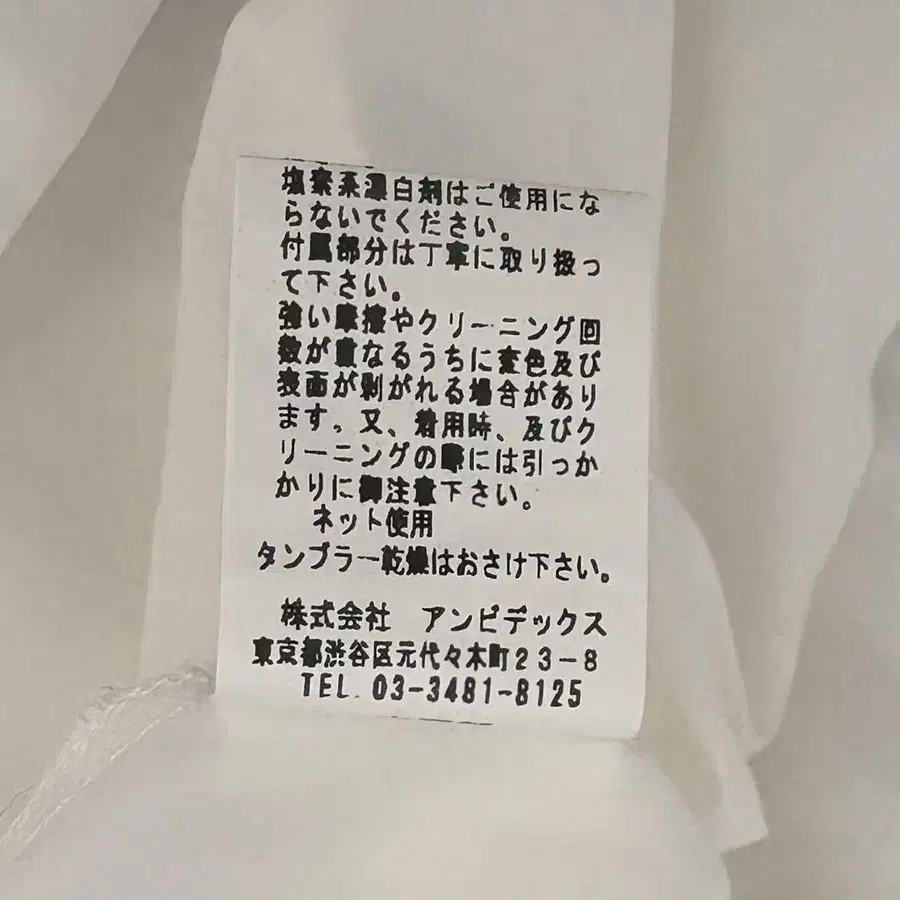 塩素系漂白剤はご使用にな
らないでください。
付属部分は丁寧に取り扱っ
て下さい。
強い摩擦やクリーニング回
数が重なるうちに変色及び
表面が剥がれる場合があり
ます。又、着用時、及びク
リーニングの際には引っか
かりに御注意下さい。
ネット使用
タンブラー乾燥はおさけ下さい。
株式会社 アンビデックス
東京都渋谷区元代々木町23-8
TEL. 03-3481-8125